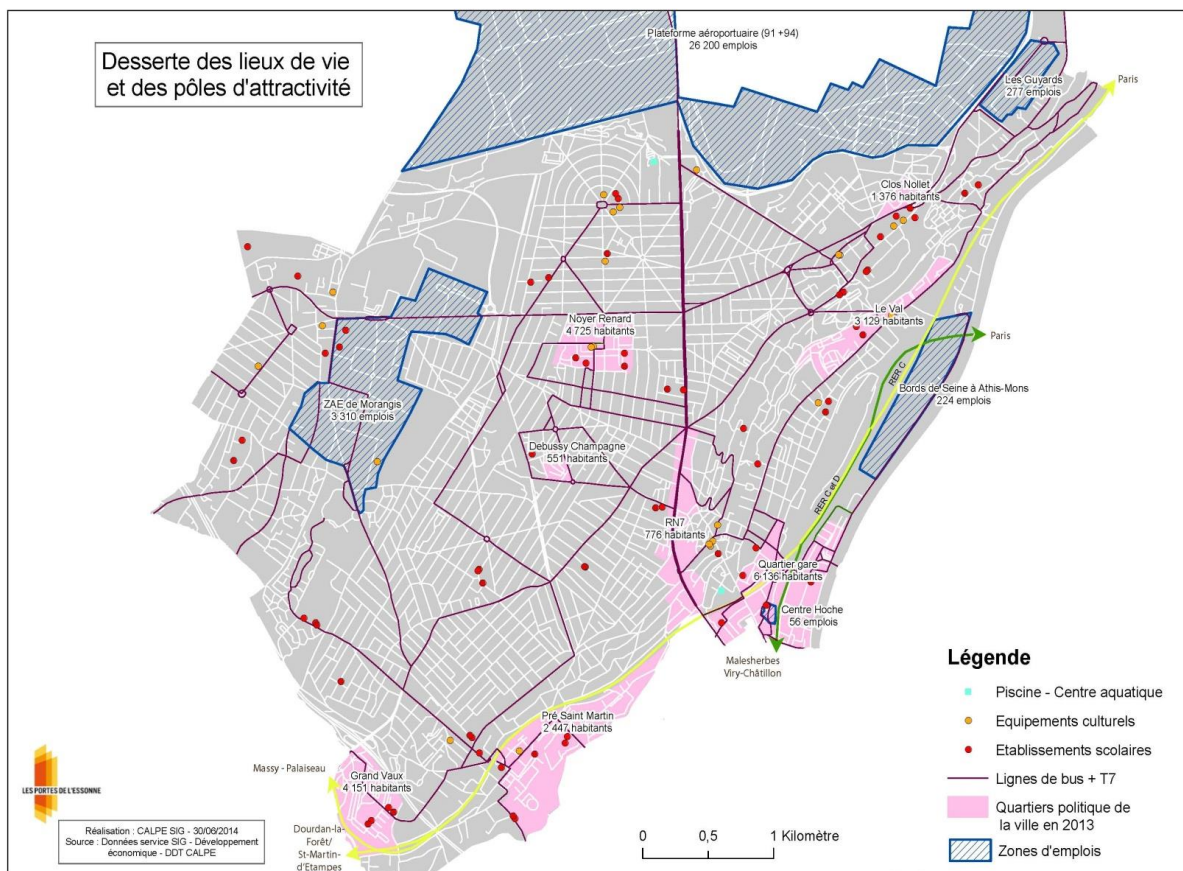 Desserte des lieux de vie
et des pôles d'attractivité
Plateforme aéroportuaire (91 +94)
26 200 emplois
Les Guyards
277 emplois
Paris
Clos Nollet
1 376 habitants
Noyer Renard
4 725 habitants
Le Val
3 129 habitants
Paris
RER C
Bords de Seine à Athis-Mons
224 emplois
ZAE de Morangis
3 310 emplois
Debussy Champagne
551 habitants
RER C et D
RN7
776 habitants
Quartier gare
6 136 habitants
Centre Hoche
56 emplois
Malesherbes
Viry-Châtillon
Pré Saint Martin
2 447 habitants
Massy - Palaiseau
Grand Vaux
4 151 habitants
Dourdan-la-
Forêt/
St-Martin-
d'Etampes
LES PORTES DE L'ESSONNE
Réalisation : CALPE SIG - 30/06/2014
Source : Données service SIG - Développement
économique - DDT CALPE
0 0,5 1 Kilomètre
Légende
Piscine - Centre aquatique
Equipements culturels
Etablissements scolaires
Lignes de bus + T7
Quartiers politique de
la ville en 2013
Zones d'emplois